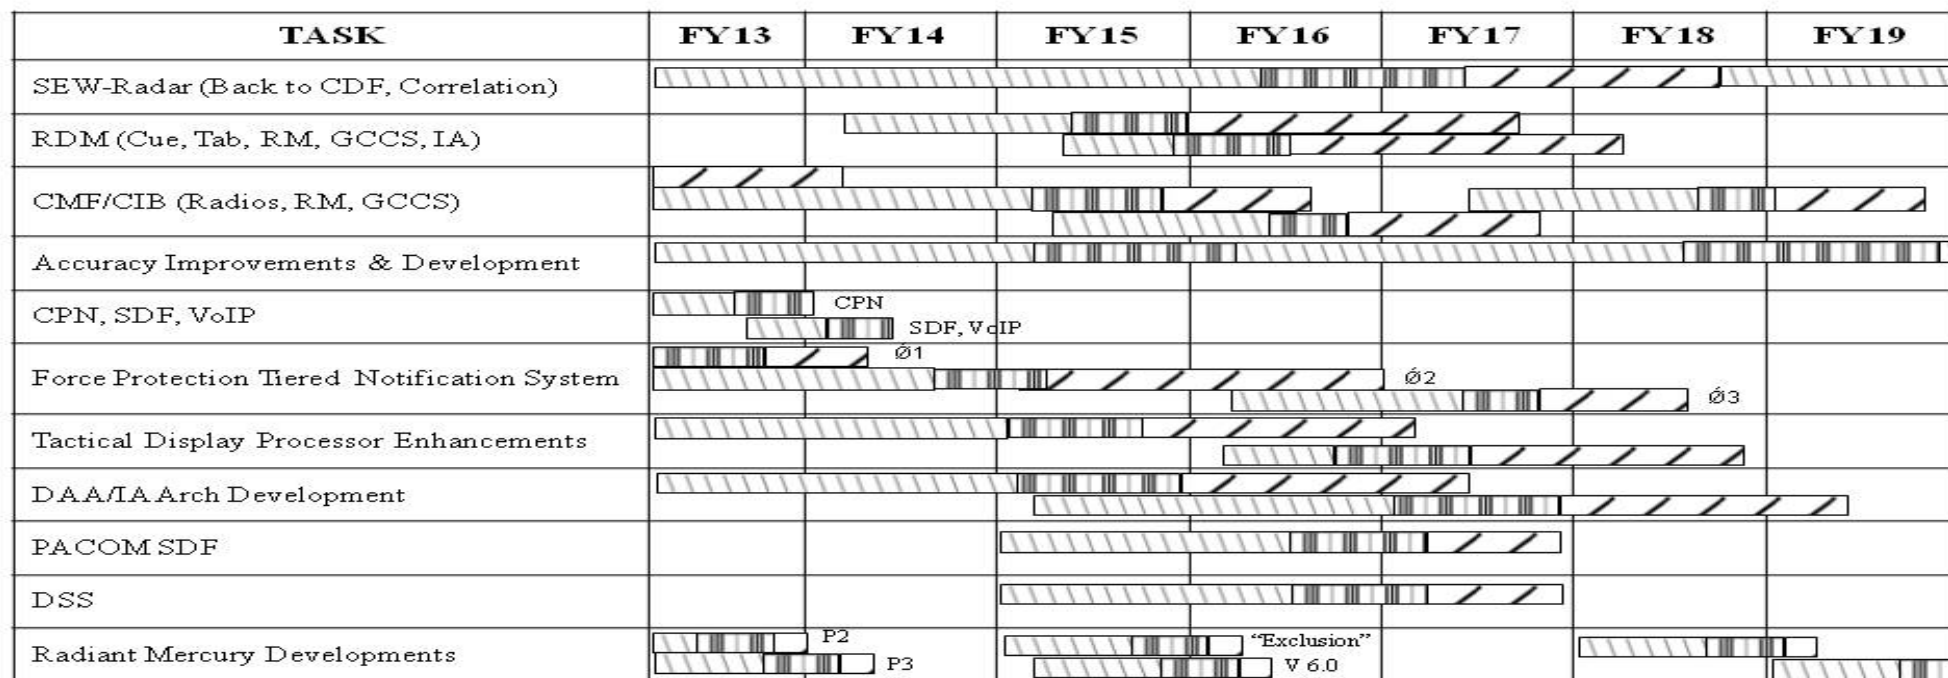 TASK FY13 FY14 FY15 FY16 FY17 FY18 FY19
SEW-Radar (Back to CDF, Correlation)
RDM (Cue, Tab, RM, GCCS, IA)
CMF/CIB (Radios, RM, GCCS)
Accuracy Improvements & Development
CPN, SDF, VoIP
CPN
SDF, VoIP
Force Protection Tiered Notification System
Ǿ1
Ǿ2
Ǿ3
Tactical Display Processor Enhancements
DAA/IA Arch Development
PACOM SDF
DSS
Radiant Mercury Developments
P2
P3
“Exclusion”
V 6.0